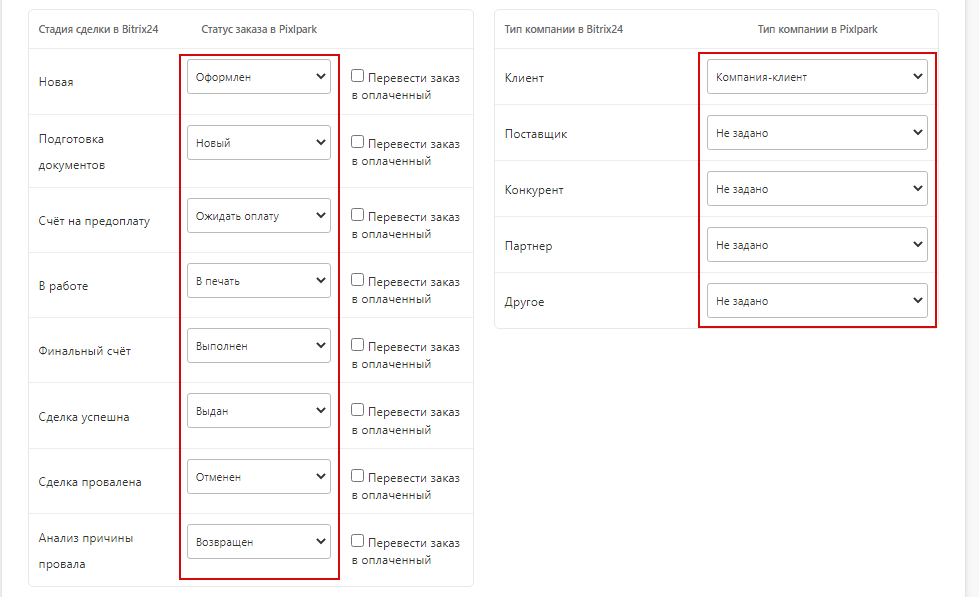 Стадия сделки в Bitrix24
Статус заказа в Pixlpark
Новая
Оформлен
Перевести заказ
в оплаченный
Подготовка
документов
Новый
Перевести заказ
в оплаченный
Счёт на предоплату
Ожидать оплату
Перевести заказ
в оплаченный
В работе
В печать
Перевести заказ
в оплаченный
Финальный счёт
Выполнен
Перевести заказ
в оплаченный
Сделка успешна
Выдан
Перевести заказ
в оплаченный
Сделка провалена
Отменен
Перевести заказ
в оплаченный
Анализ причины
провала
Возвращен
Перевести заказ
в оплаченный
Тип компании в Bitrix24
Тип компании в Pixlpark
Клиент
Компания-клиент
Поставщик
Не задано
Конкурент
Не задано
Партнер
Не задано
Другое
Не задано